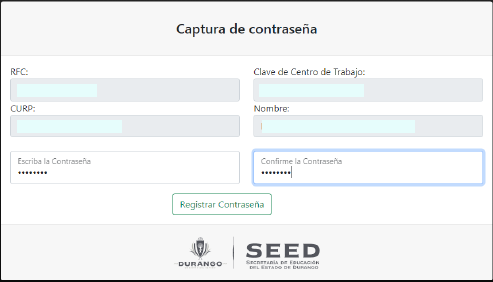 Captura de contraseña
RFC:
Clave de Centro de Trabajo:
CURP:
Nombre:
Escriba la Contraseña
••••••••
Confirme la Contraseña
••••••••
Registrar Contraseña
DURANGO
SEED
SECRETARÍA DE EDUCACIÓN
DEL ESTADO DE DURANGO